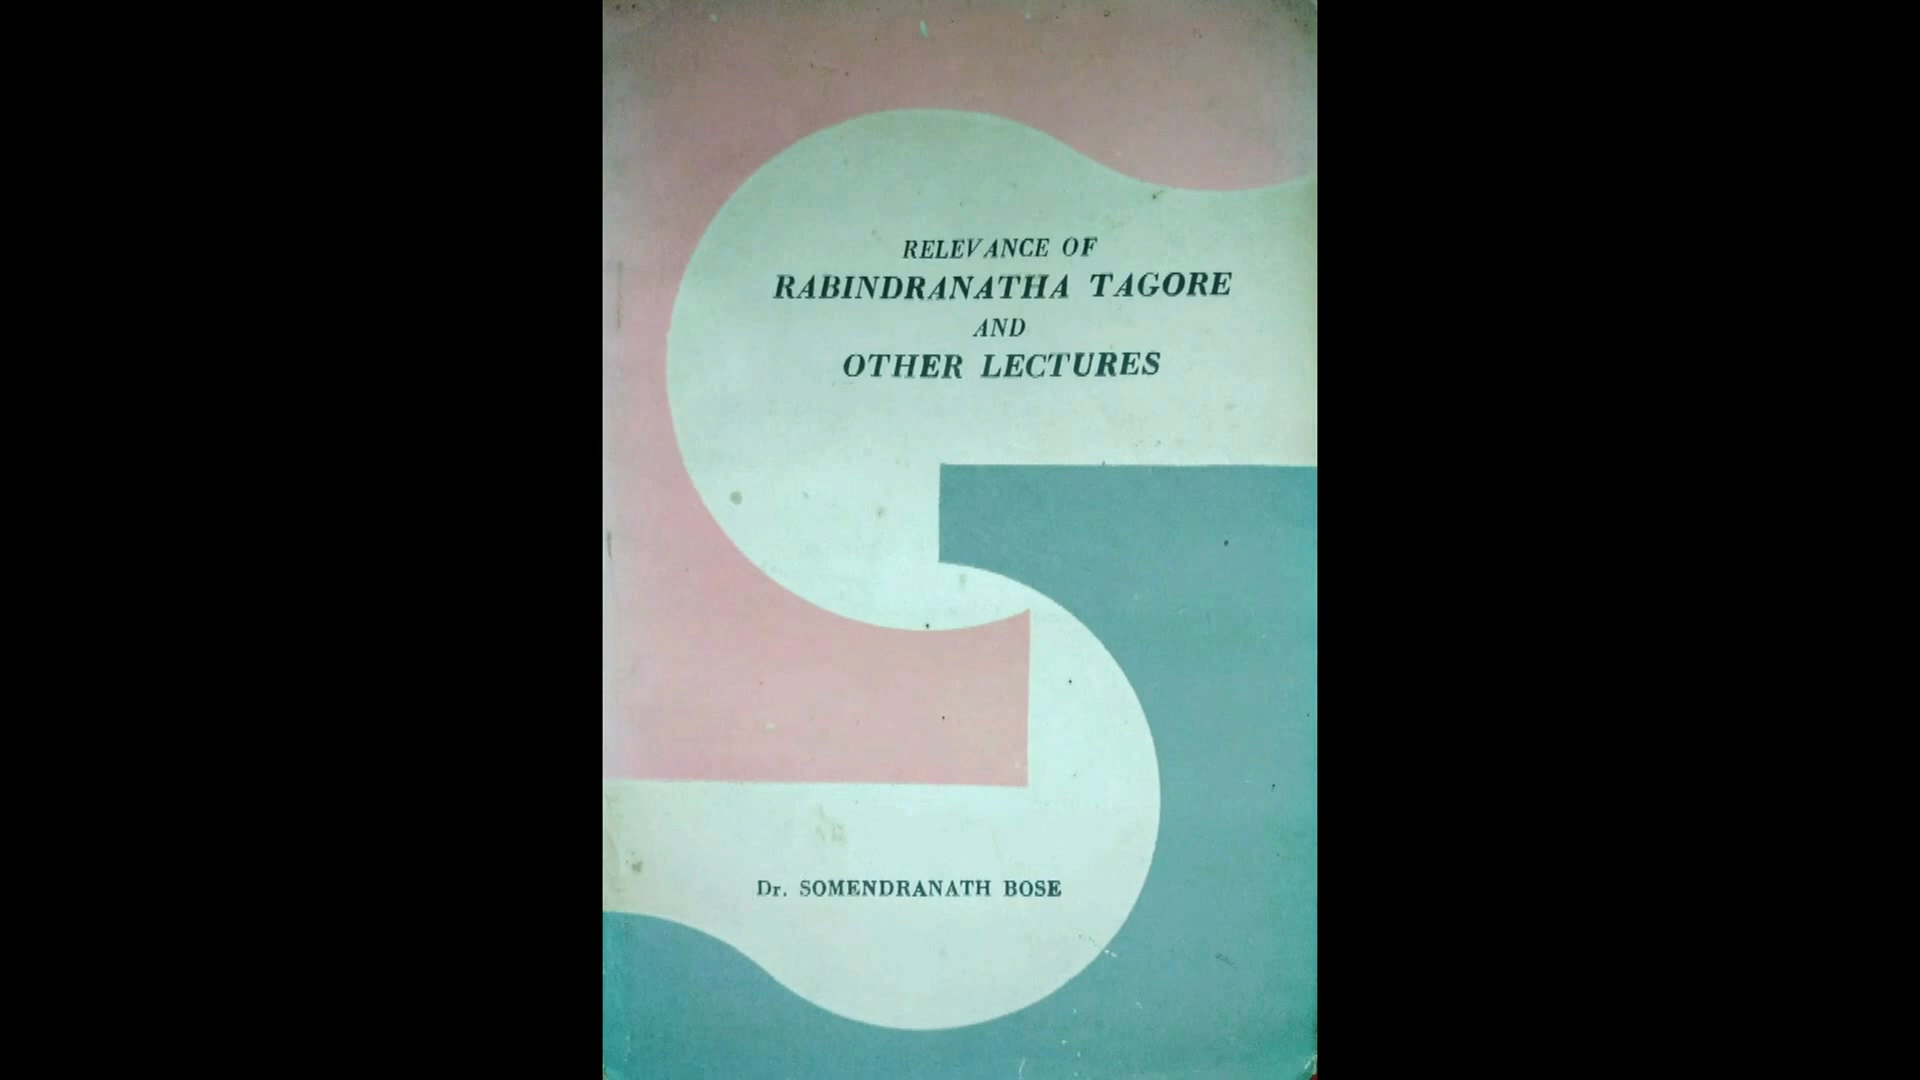 RELEVANCE OF
RABINDRANATHA TAGORE
AND
OTHER LECTURES
Dr. SOMENDRANATH BOSE